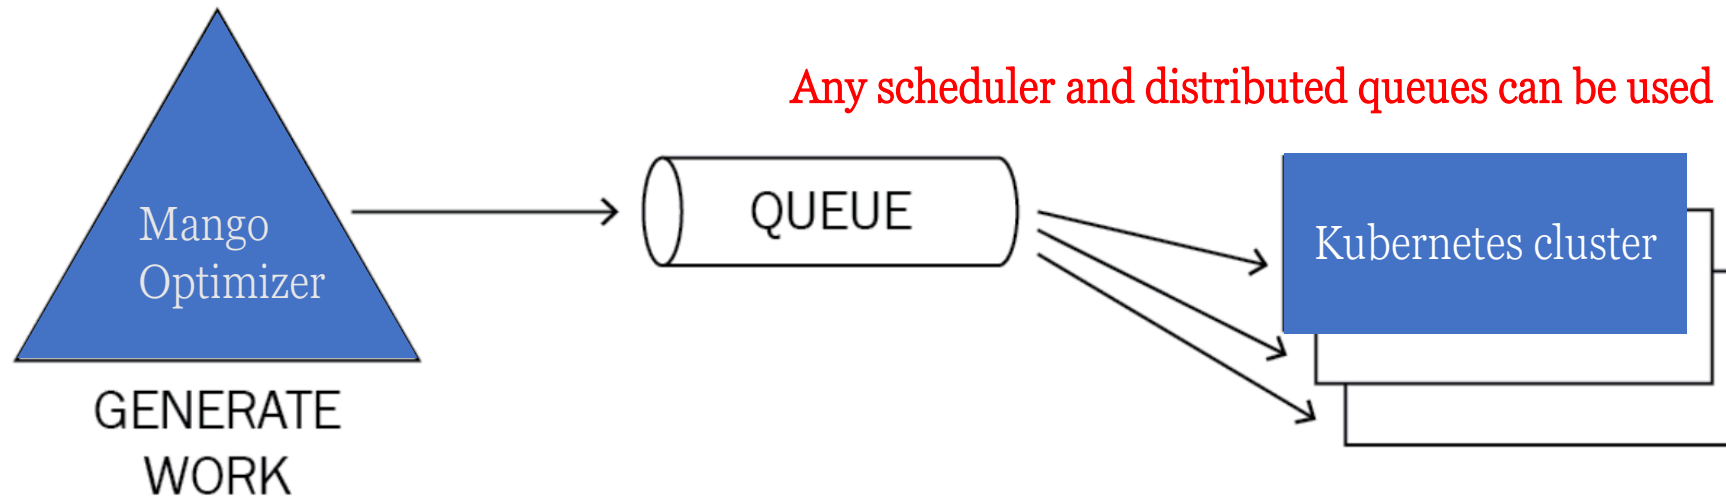 Any scheduler and distributed queues can be used
Mango
Optimizer
QUEUE
Kubernetes cluster
GENERATE
WORK